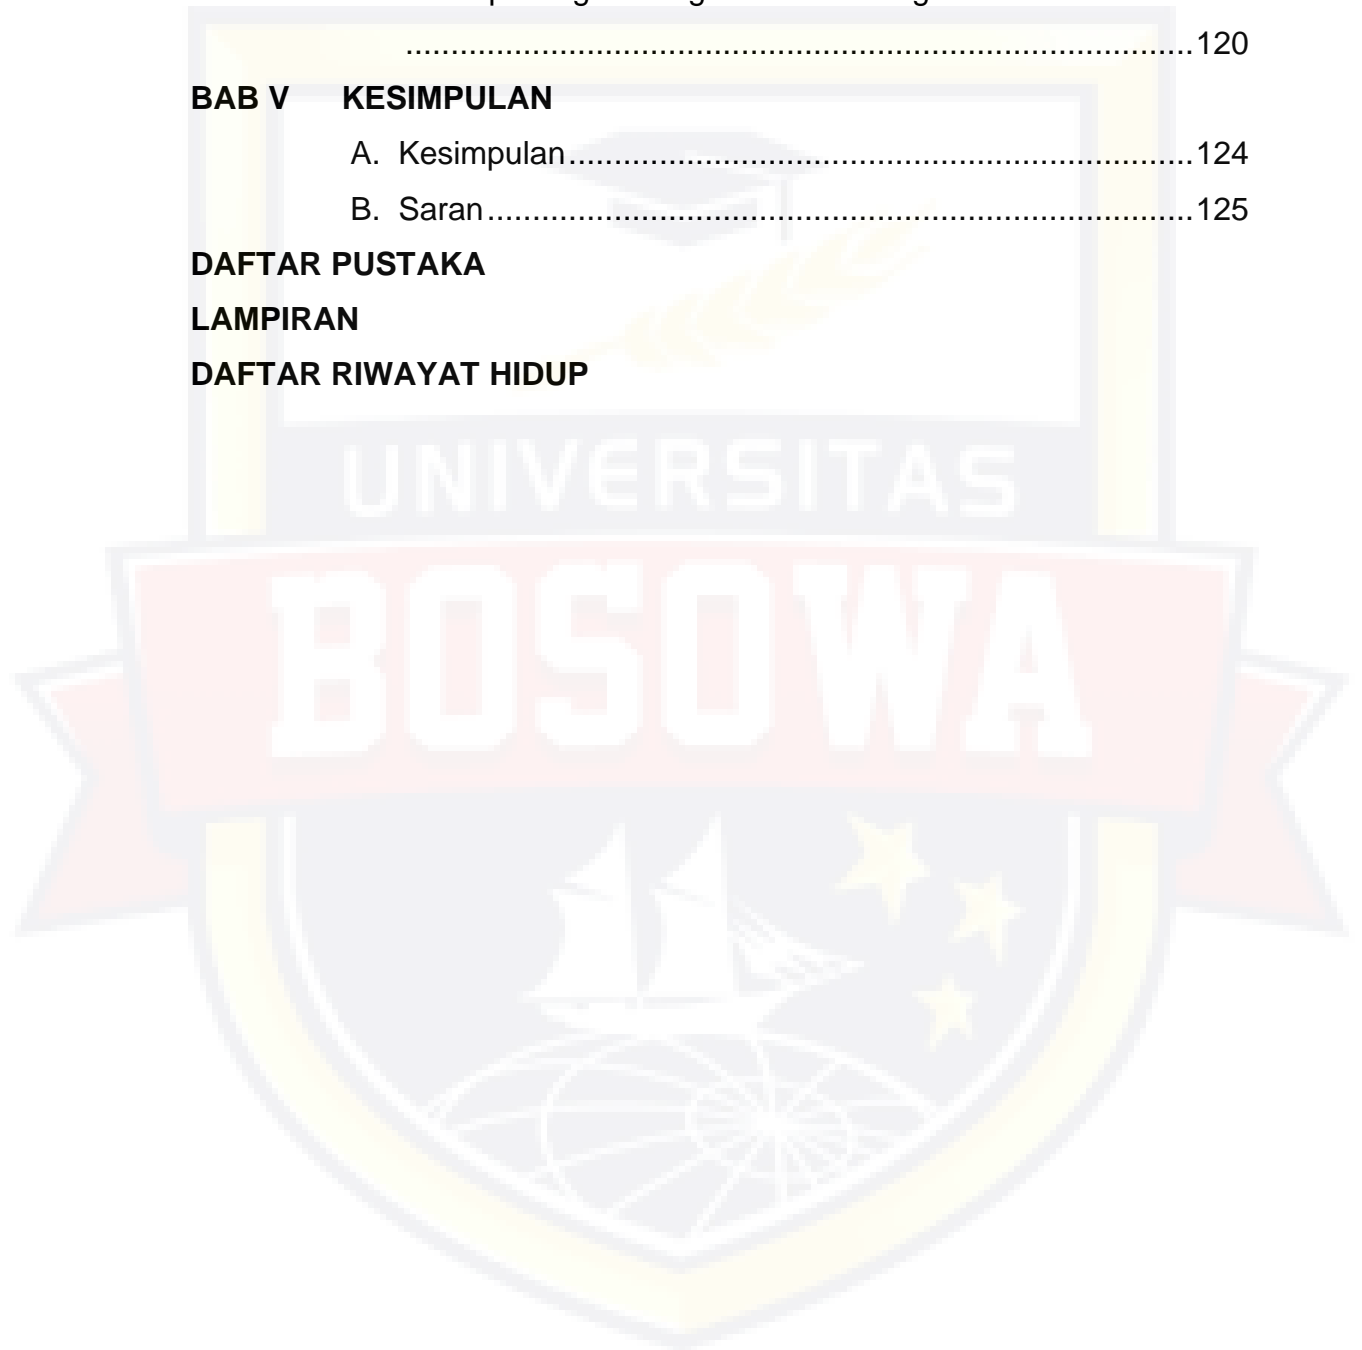 ........................................................................................120
BAB V KESIMPULAN
A. Kesimpulan.....................................................................124
B. Saran..............................................................................125
DAFTAR PUSTAKA
LAMPIRAN
DAFTAR RIWAYAT HIDUP
UNIVERSITAS
BOSOWA